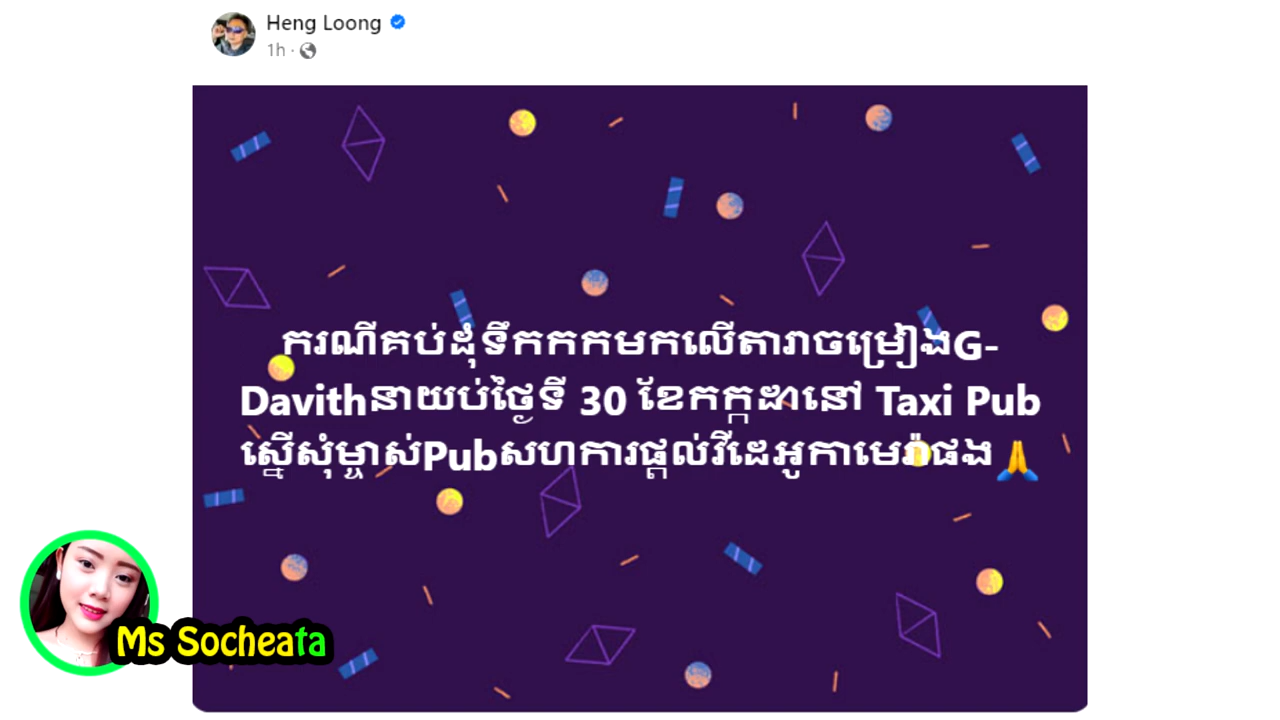 Heng Loong
1h ·
ករណីគប់ដុំទឹកកកមកលើតារាចម្រៀងG-
Davithនាយប់ថ្ងៃទី 30 ខែកក្កដានៅ Taxi Pub
ស្នើសុំម្ចាស់Pubសហការផ្តល់វីដេអូកាមេរ៉ាផង🙏
Ms Socheata